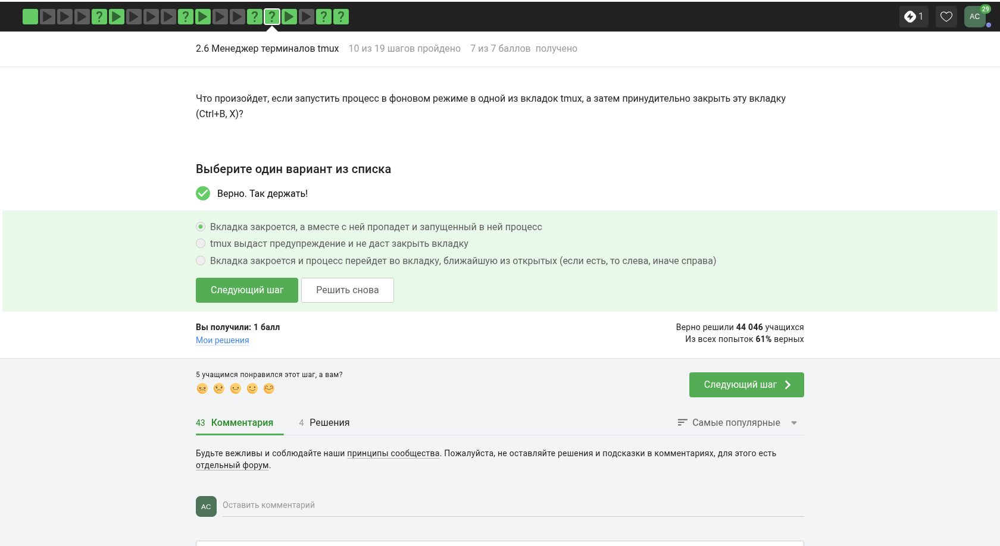 ? ? ? ? ? ?
1
AC
29
2.6 Менеджер терминалов tmux 10 из 19 шагов пройдено 7 из 7 баллов получено
Что произойдет, если запустить процесс в фоновом режиме в одной из вкладок tmux, а затем принудительно закрыть эту вкладку
(Ctrl+B, X)?
Выберите один вариант из списка
Верно. Так держать!
Вкладка закроется, а вместе с ней пропадет и запущенный в ней процесс
tmux выдаст предупреждение и не даст закрыть вкладку
Вкладка закроется и процесс перейдет во вкладку, ближайшую из открытых (если есть, то слева, иначе справа)
Следующий шаг Решить снова
Вы получили: 1 балл
Мои решения
Верно решили 44 046 учащихся
Из всех попыток 61% верных
5 учащимся понравился этот шаг, а вам?
Следующий шаг
43 Комментария 4 Решения Самые популярные
Будьте вежливы и соблюдайте наши принципы сообщества. Пожалуйста, не оставляйте решения и подсказки в комментариях, для этого есть
отдельный форум.
AC Оставить комментарий